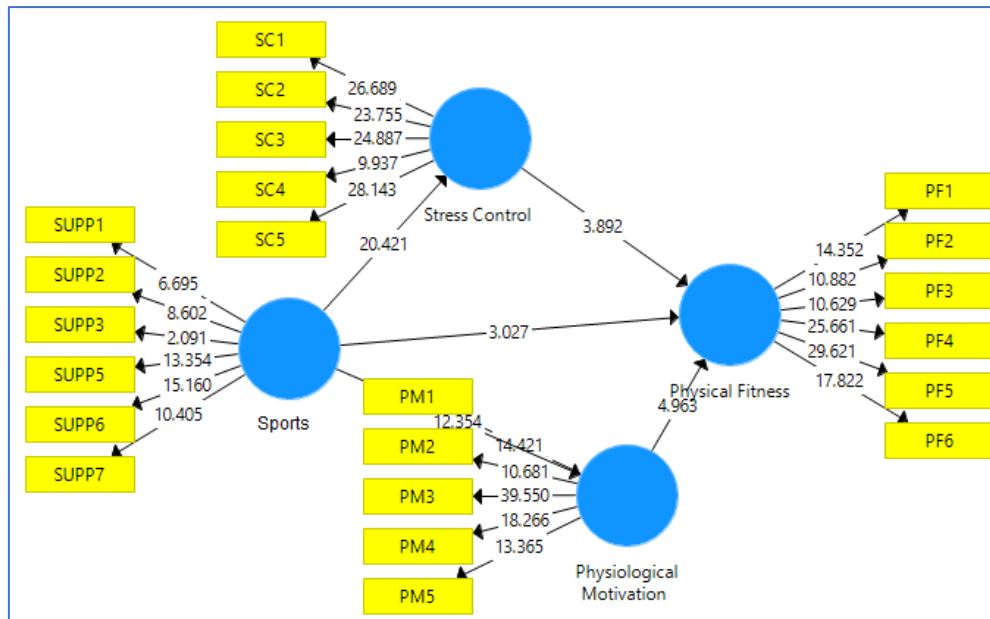 SC1
SC2
SC3
SC4
SC5
26.689
23.755
24.887
9.937
28.143
Stress Control
SUPP1
SUPP2
SUPP3
SUPP5
SUPP6
SUPP7
6.695
8.602
2.091
13.354
15.160
10.405
Sports
20.421
3.892
3.027
12.354
4.963
PM1
PM2
PM3
PM4
PM5
14.421
10.681
39.550
18.266
13.365
Physiological
Motivation
Physical Fitness
14.352
10.882
10.629
25.661
29.621
17.822
PF1
PF2
PF3
PF4
PF5
PF6